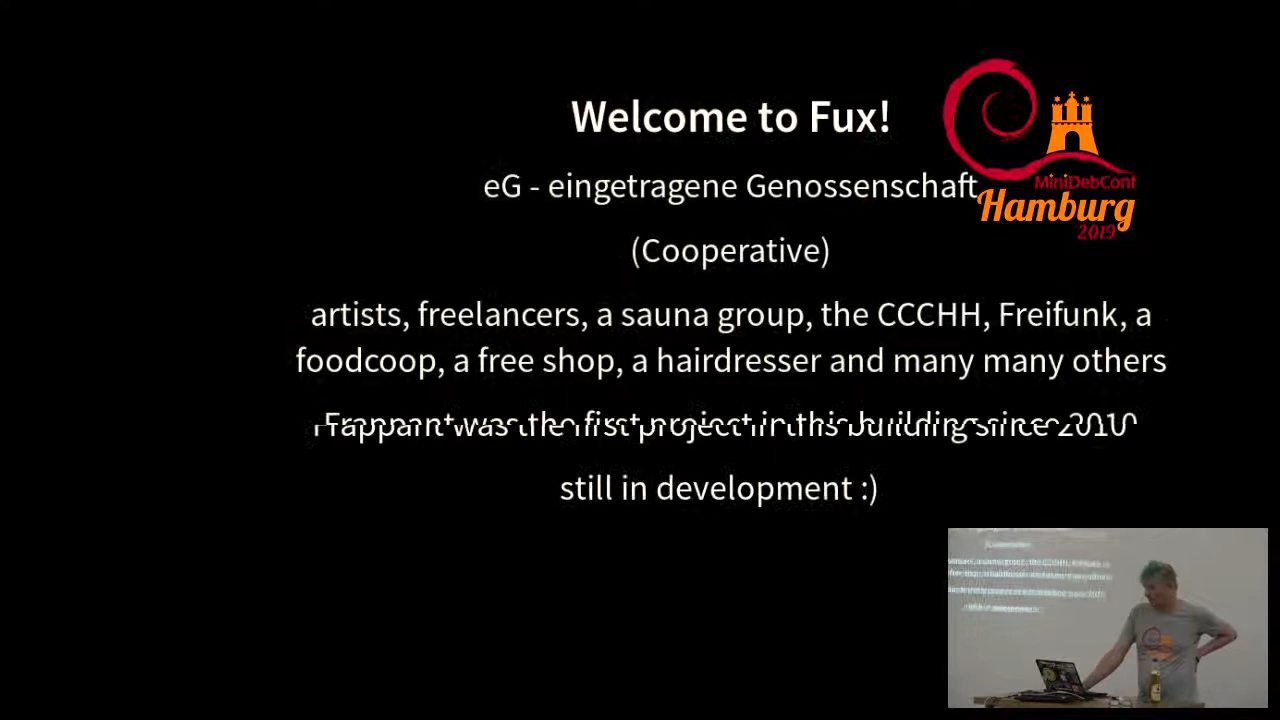 Welcome to Fux!
eG - eingetragene Genossenschaft
(Cooperative)
artists, freelancers, a sauna group, the CCCHH, Freifunk, a
foodcoop, a free shop, a hairdresser and many many others
Frappant was the first project in this building since 2010
still in development :)
MiniDebConf
Hamburg
2019